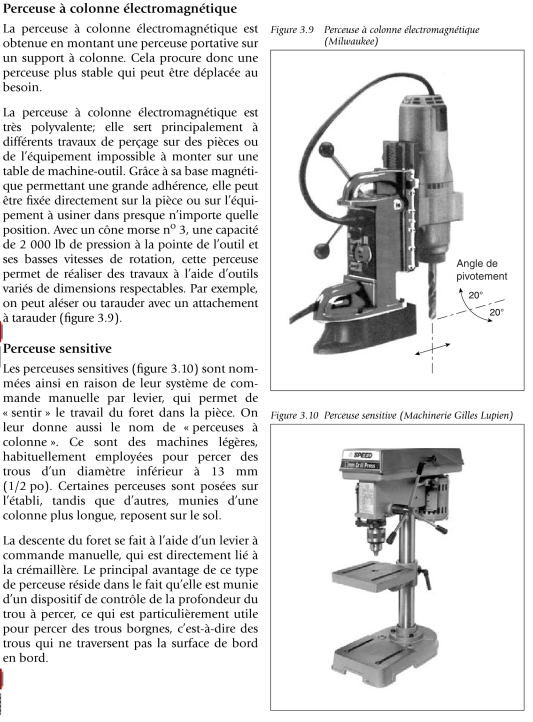 Perceuse à colonne électromagnétique
La perceuse à colonne électromagnétique est
obtenue en montant une perceuse portative sur
un support à colonne. Cela procure donc une
perceuse plus stable qui peut être déplacée au
besoin.
La perceuse à colonne électromagnétique est
très polyvalente; elle sert principalement à
différents travaux de perçage sur des pièces ou
de l'équipement impossible à monter sur une
table de machine-outil. Grâce à sa base magnéti-
que permettant une grande adhérence, elle peut
être fixée directement sur la pièce ou sur l'équi-
pement à usiner dans presque n'importe quelle
position. Avec un cône morse nº 3, une capacité
de 2 000 lb de pression à la pointe de l'outil et
ses basses vitesses de rotation, cette perceuse
permet de réaliser des travaux à l'aide d'outils
variés de dimensions respectables. Par exemple,
on peut aléser ou tarauder avec un attachement
à tarauder (figure 3.9).
Perceuse sensitive
Les perceuses sensitives (figure 3.10) sont nom-
mées ainsi en raison de leur système de com-
mande manuelle par levier, qui permet de
« sentir » le travail du foret dans la pièce. On
leur donne aussi le nom de « perceuses à
colonne ». Ce sont des machines légères,
habituellement employées pour percer des
trous d'un diamètre inférieur à 13 mm
(1/2 po). Certaines perceuses sont posées sur
l'établi, tandis que d'autres, munies d'une
colonne plus longue, reposent sur le sol.
La descente du foret se fait à l'aide d'un levier à
commande manuelle, qui est directement lié à
la crémaillère. Le principal avantage de ce type
de perceuse réside dans le fait qu'elle est munie
d'un dispositif de contrôle de la profondeur du
trou à percer, ce qui est particulièrement utile
pour percer des trous borgnes, c'est-à-dire des
trous qui ne traversent pas la surface de bord
en bord.
Figure 3.9 Perceuse à colonne électromagnétique
(Milwaukee)
Angle de
pivotement
20°
20°
Figure 3.10 Perceuse sensitive (Machinerie Gilles Lupien)
SPEED
Drill Press